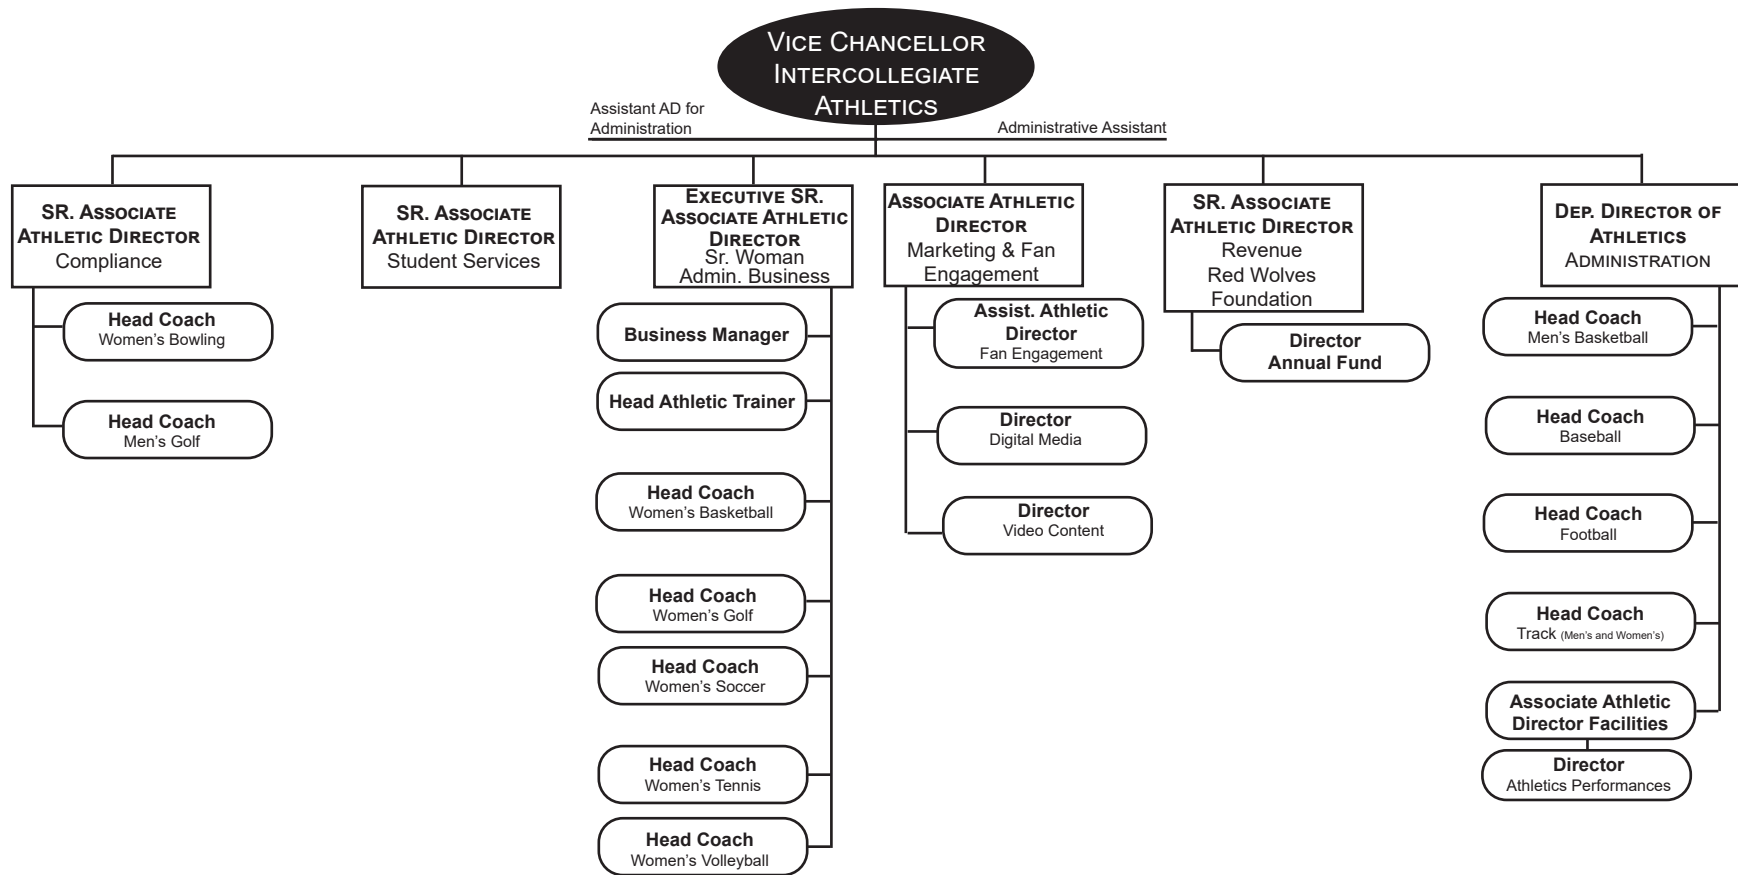 VICE CHANCELLOR
INTERCOLLEGIATE
ATHLETICS
Assistant AD for
Administration
Administrative Assistant
SR. ASSOCIATE
ATHLETIC DIRECTOR
Compliance
Head Coach
Women's Bowling
Head Coach
Men's Golf
SR. ASSOCIATE
ATHLETIC DIRECTOR
Student Services
EXECUTIVE SR.
ASSOCIATE ATHLETIC
DIRECTOR
Sr. Woman
Admin. Business
Business Manager
Head Athletic Trainer
Head Coach
Women's Basketball
Head Coach
Women's Golf
Head Coach
Women's Soccer
Head Coach
Women's Tennis
Head Coach
Women's Volleyball
ASSOCIATE ATHLETIC
DIRECTOR
Marketing & Fan
Engagement
Assist. Athletic
Director
Fan Engagement
Director
Digital Media
Director
Video Content
SR. ASSOCIATE
ATHLETIC DIRECTOR
Revenue
Red Wolves
Foundation
Director
Annual Fund
DEP. DIRECTOR OF
ATHLETICS
ADMINISTRATION
Head Coach
Men's Basketball
Head Coach
Baseball
Head Coach
Football
Head Coach
Track (Men's and Women's)
Associate Athletic
Director Facilities
Director
Athletics Performances